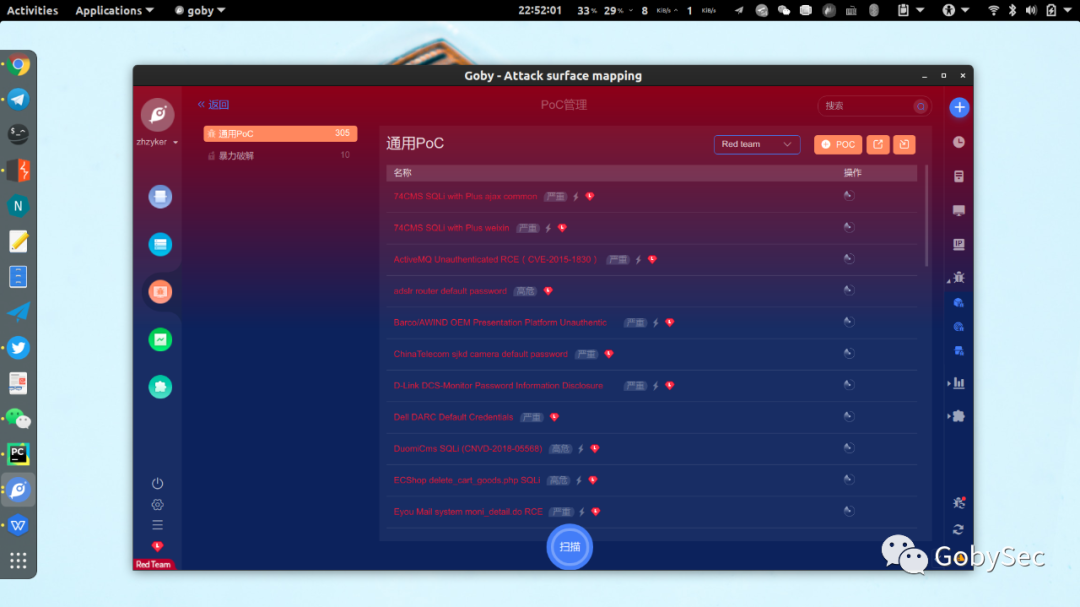 Activities Applications goby 22:52:01 33% 29% 8 KiB/s 1 KiB/s
Goby - Attack surface mapping
返回 PoC管理 搜索
zhzyker
通用PoC 305
暴力破解 10
通用PoC Red team POC
名称 操作
74CMS SQLi with Plus ajax common 严重
74CMS SQLi with Plus weixin 严重
ActiveMQ Unauthenticated RCE ( CVE-2015-1830 ) 严重
adslr router default password 高危
Barco/AWIND OEM Presentation Platform Unauthentic 严重
ChinaTelecom sjkd camera default password 严重
D-Link DCS-Monitor Password Information Disclosure 严重
Dell DARC Default Credentials 严重
DuomiCms SQLi (CNVD-2018-05568) 高危
ECShop delete_cart_goods.php SQLi 高危
Eyou Mail system moni_detail.do RCE 严重
扫描
Red Team
N
PC
IP
GobySec